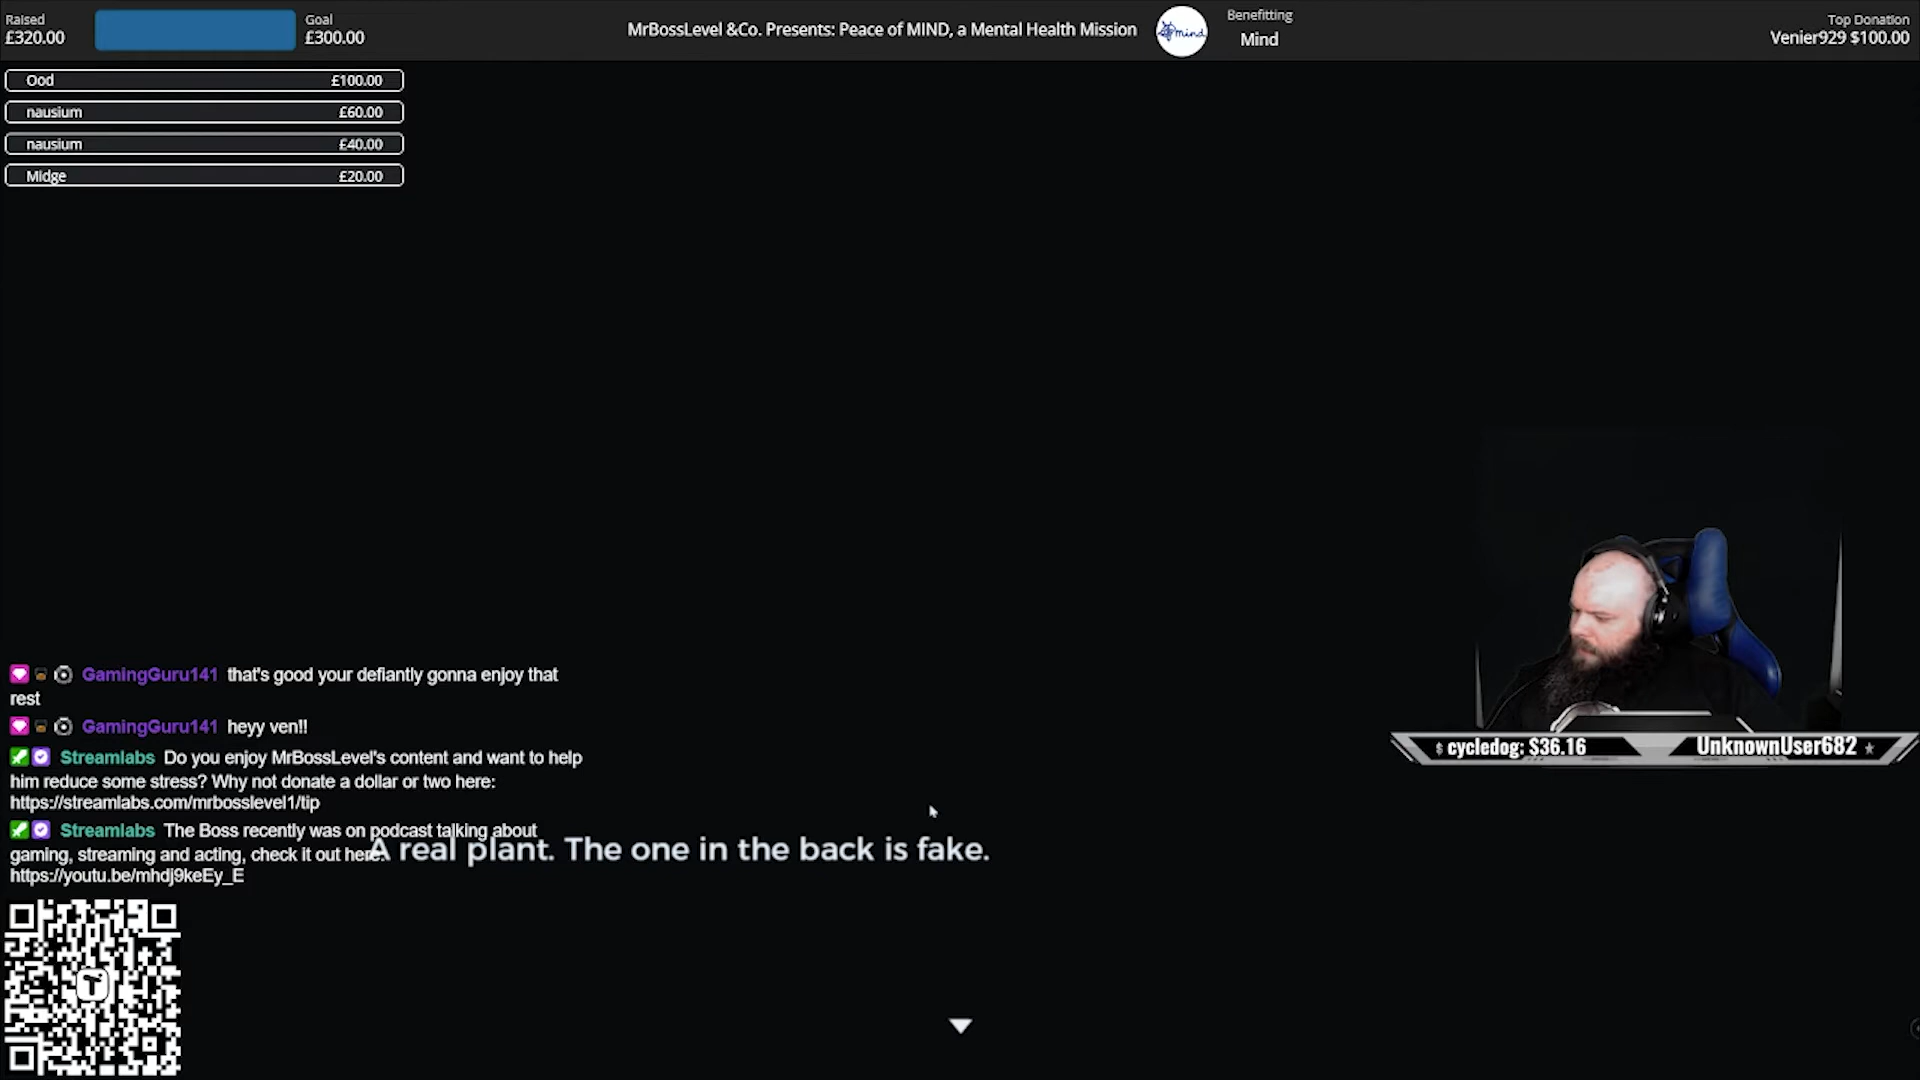 Raised
£320.00
Goal
£300.00
MrBossLevel &Co. Presents: Peace of MIND, a Mental Health Mission
mind
Benefitting
Mind
Top Donation
Venier929 $100.00
Ood £100.00
nausium £60.00
nausium £40.00
Midge £20.00
GamingGuru141 that's good your defiantly gonna enjoy that
rest
GamingGuru141 heyy ven!!
Streamlabs Do you enjoy MrBossLevel's content and want to help
him reduce some stress? Why not donate a dollar or two here:
https://streamlabs.com/mrbosslevel1/tip
Streamlabs The Boss recently was on podcast talking about
gaming, streaming and acting, check it out here:
https://youtu.be/mhdj9keEy_E
A real plant. The one in the back is fake.
$ cycledog: $36.16
UnknownUser682